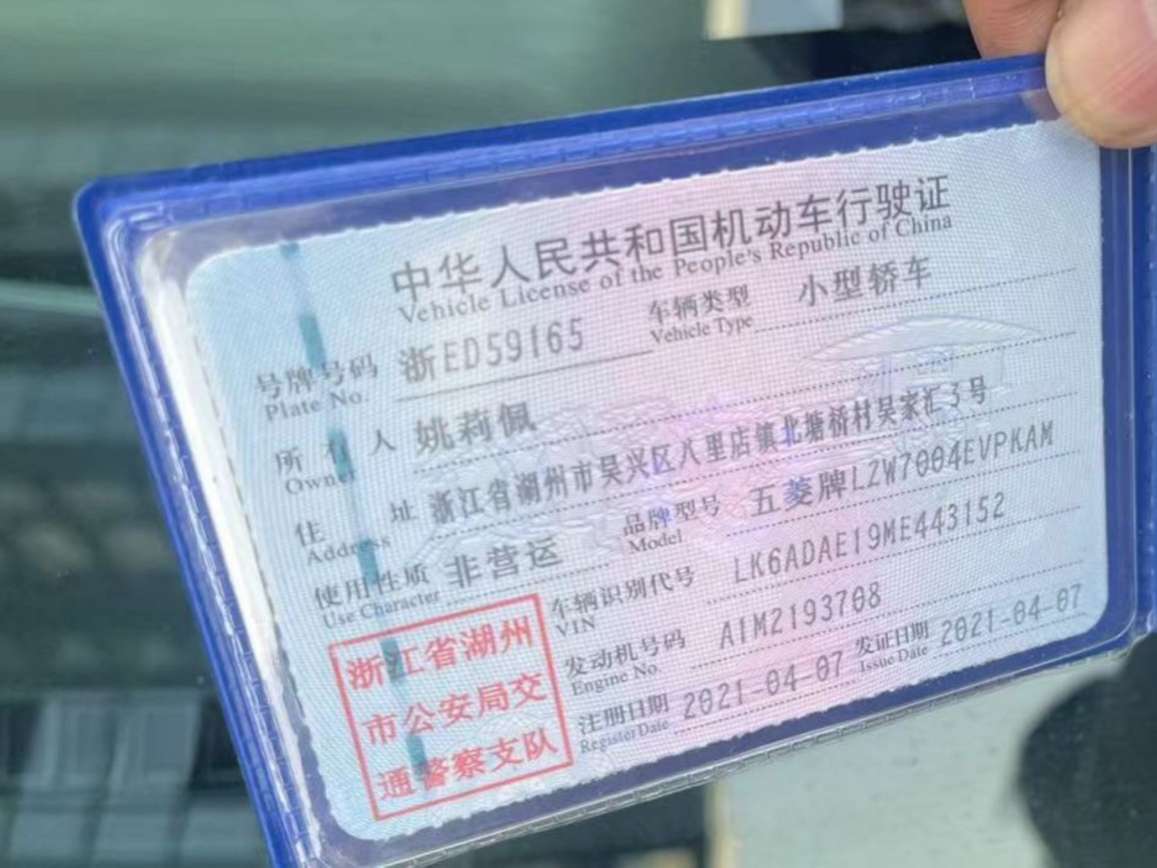 中华人民共和国机动车行驶证
Vehicle License of the People's Republic of China
号牌号码 浙ED59165 车辆类型 小型轿车
Plate No. Vehicle Type
所有人 姚莉佩
Owner
住址 浙江省湖州市吴兴区八里店镇北塘桥村吴家汇3号
Address
使用性质 非营运 品牌型号 五菱牌LZW7004EVPKAM
Use Character Model
车辆识别代号 LK6ADAE19ME443152
VIN
发动机号码 A1M2193708
Engine No.
注册日期 2021-04-07 发证日期 2021-04-07
Register Date Issue Date
浙江省湖州
市公安局交
通警察支队